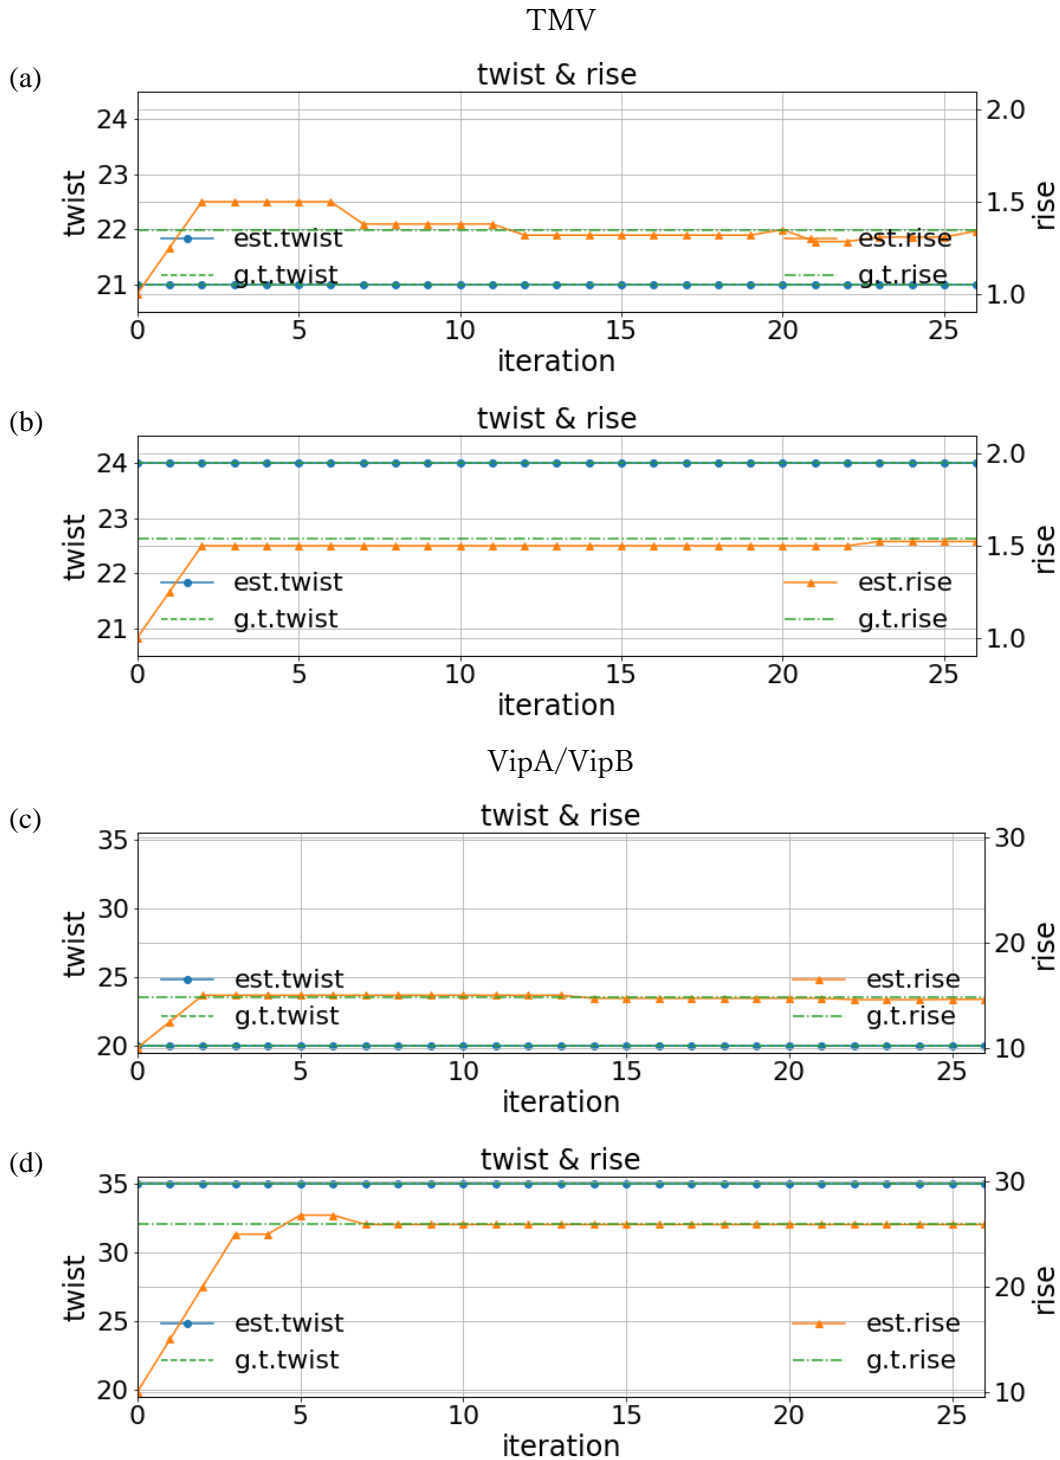 TMV
(a)
twist & rise
24
23
22
21
twist
2.0
1.5
1.0
rise
est.twist
g.t.twist
est.rise
g.t.rise
0 5 10 15 20 25
iteration
(b)
twist & rise
24
23
22
21
twist
2.0
1.5
1.0
rise
est.twist
g.t.twist
est.rise
g.t.rise
0 5 10 15 20 25
iteration
VipA/VipB
(c)
twist & rise
35
30
25
20
twist
30
20
10
rise
est.twist
g.t.twist
est.rise
g.t.rise
0 5 10 15 20 25
iteration
(d)
twist & rise
35
30
25
20
twist
30
20
10
rise
est.twist
g.t.twist
est.rise
g.t.rise
0 5 10 15 20 25
iteration